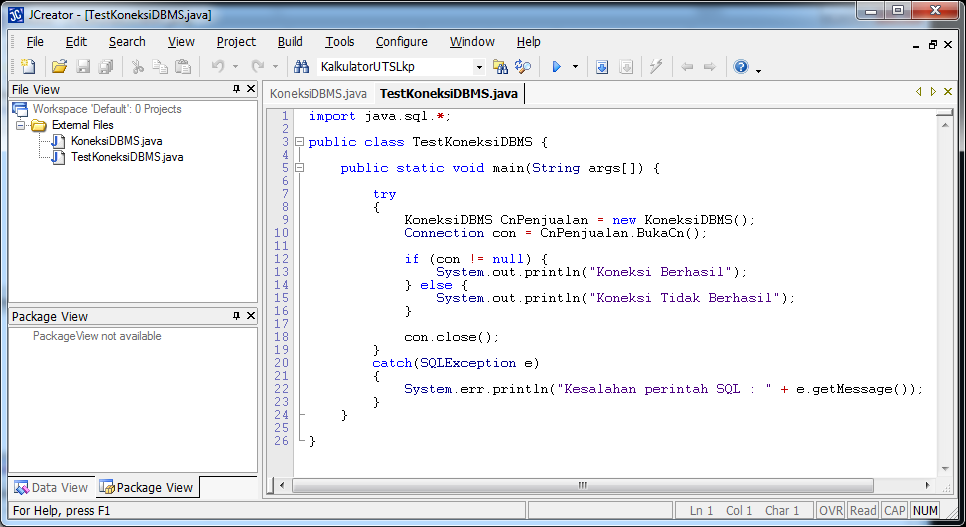 JCreator - [TestKoneksiDBMS.java]
File Edit Search View Project Build Tools Configure Window Help
KalkulatorUTSLkp
File View
Workspace 'Default': 0 Projects
External Files
KoneksiDBMS.java
TestKoneksiDBMS.java
Package View
PackageView not available
Data View Package View
KoneksiDBMS.java TestKoneksiDBMS.java
1 import java.sql.*;
2
3 public class TestKoneksiDBMS {
4
5 public static void main(String args[]) {
6
7 try
8 {
9 KoneksiDBMS CnPenjualan = new KoneksiDBMS();
10 Connection con = CnPenjualan.BukaCn();
11
12 if (con != null) {
13 System.out.println("Koneksi Berhasil");
14 } else {
15 System.out.println("Koneksi Tidak Berhasil");
16 }
17
18 con.close();
19 }
20 catch(SQLException e)
21 {
22 System.err.println("Kesalahan perintah SQL : " + e.getMessage());
23 }
24 }
25
26 }
For Help, press F1
Ln 1 Col 1 Char 1 OVR Read CAP NUM